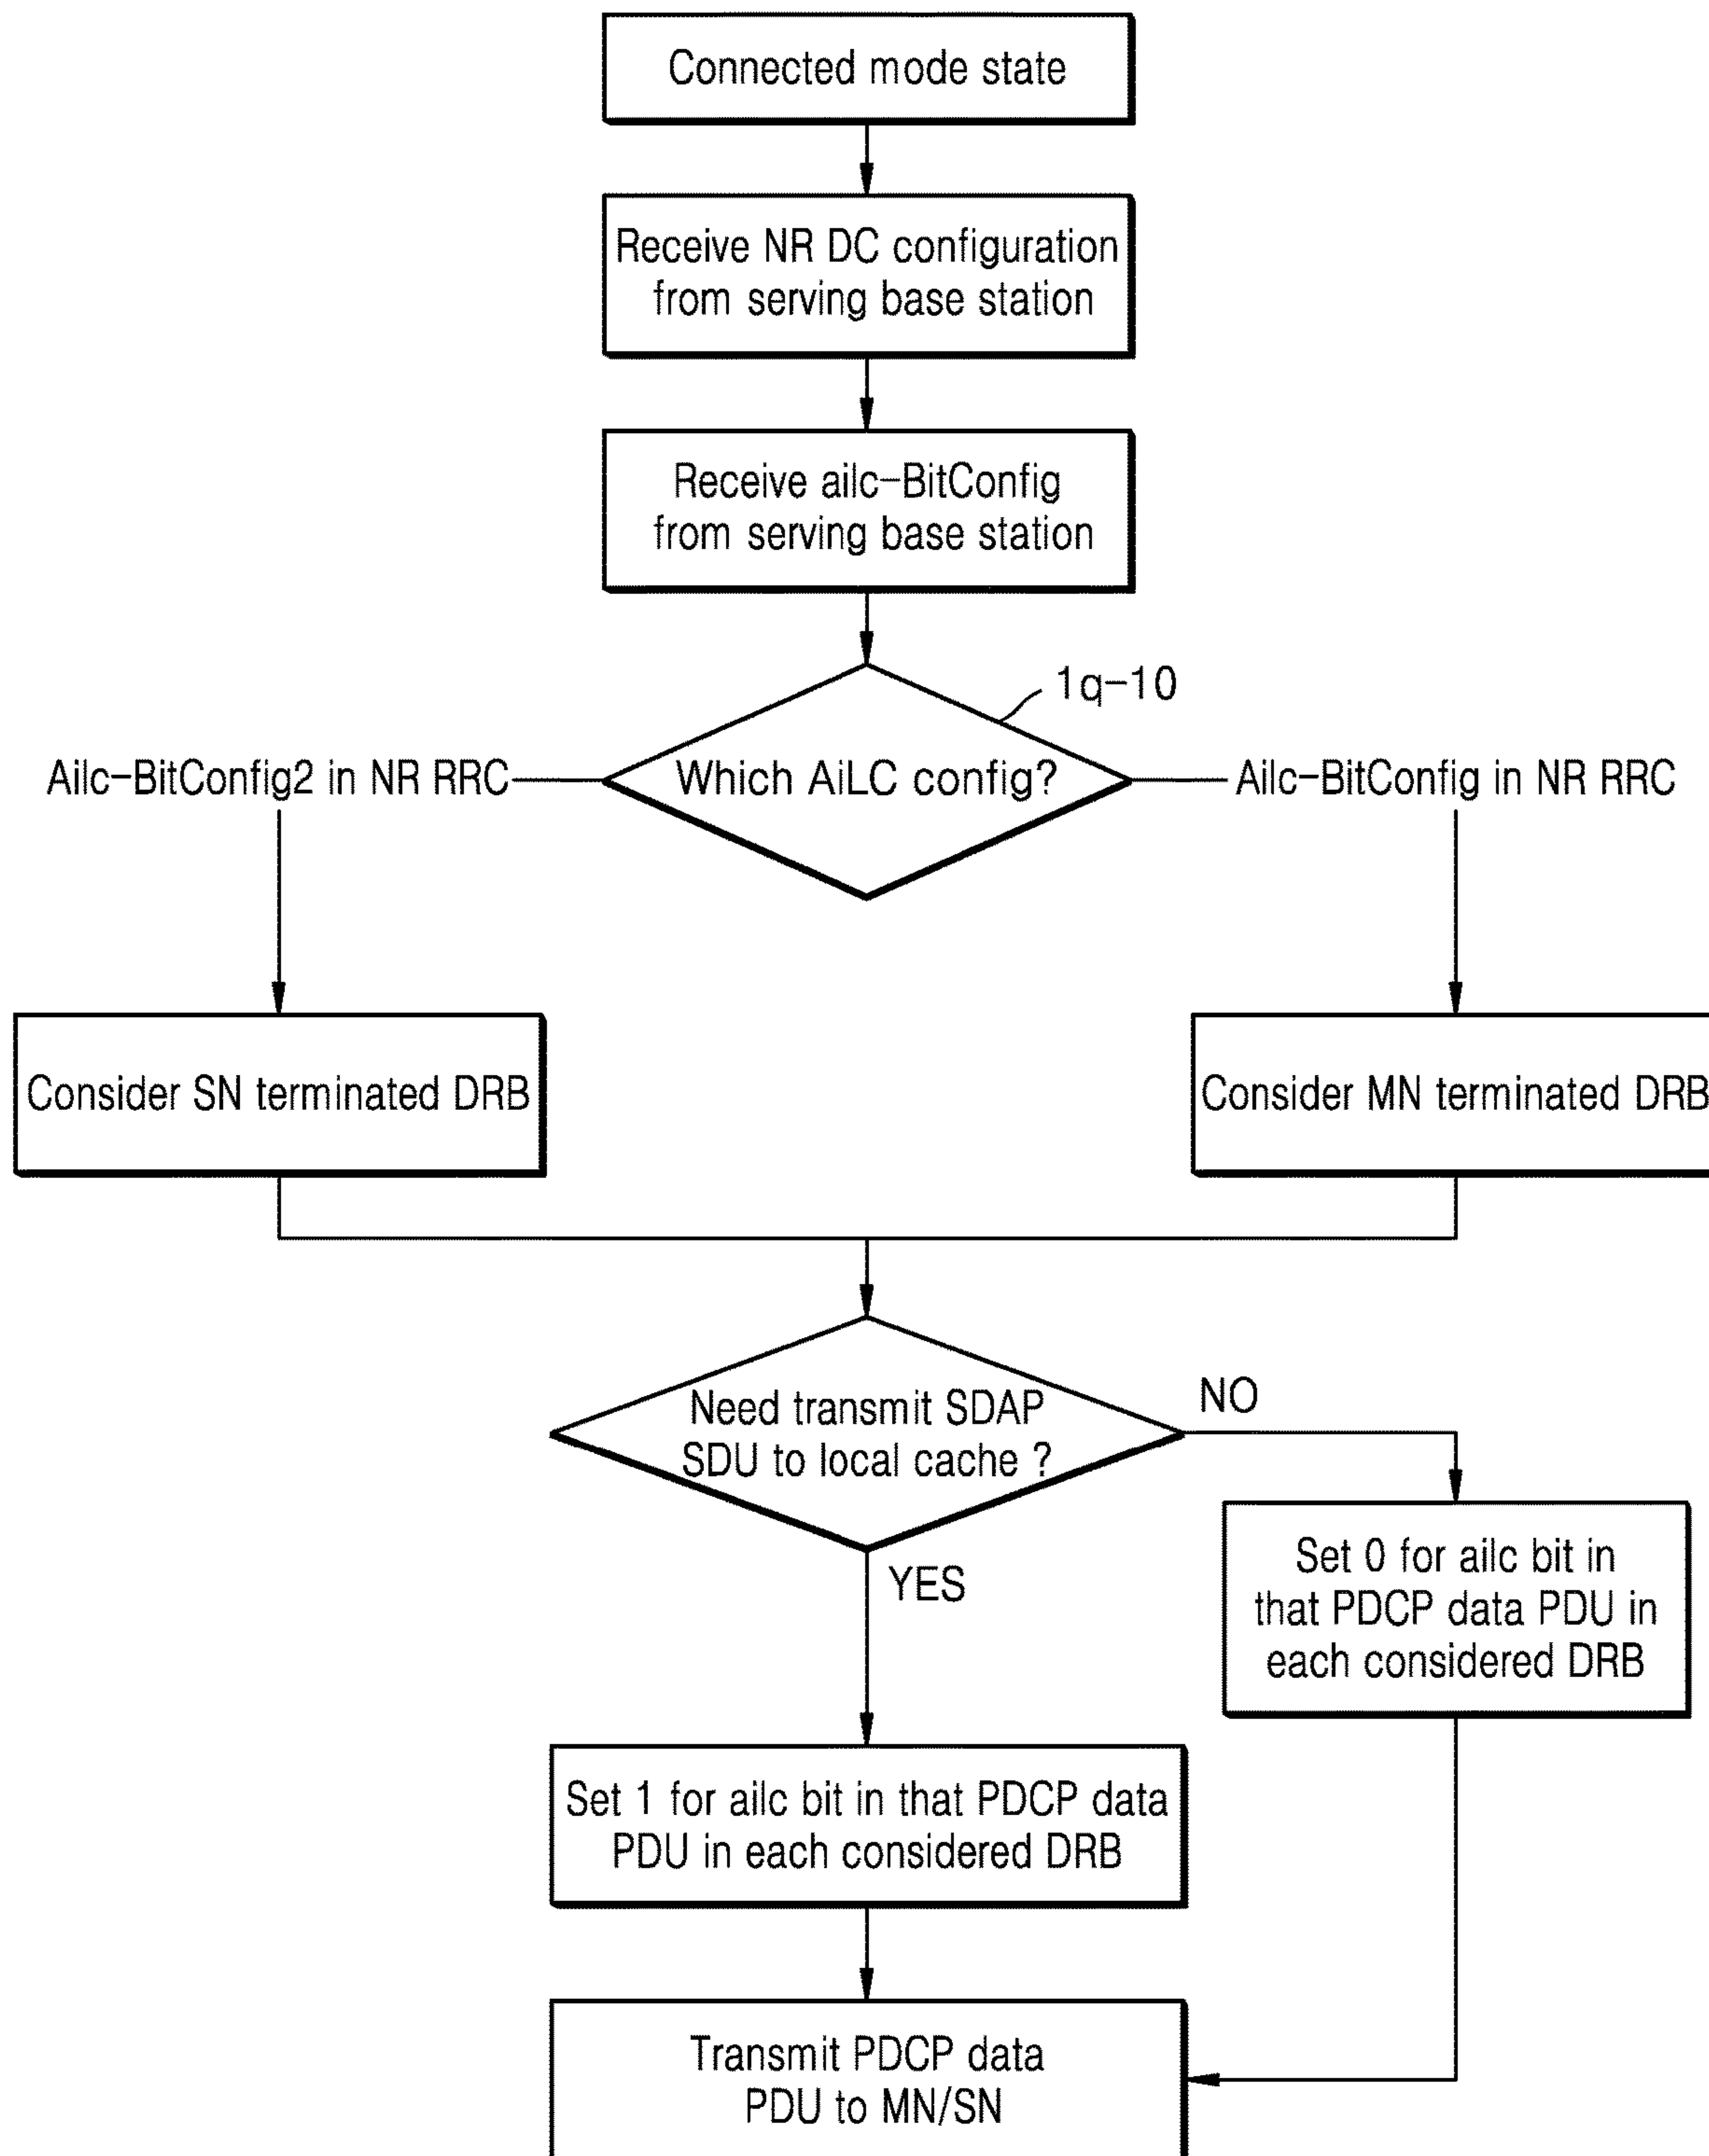 Connected mode state
Receive NR DC configuration
from serving base station
Receive ailc-BitConfig
from serving base station
1q-10
Ailc-BitConfig2 in NR RRC
Which AiLC config?
Ailc-BitConfig in NR RRC
Consider SN terminated DRB
Consider MN terminated DRB
Need transmit SDAP
SDU to local cache ?
NO
YES
Set 0 for ailc bit in
that PDCP data PDU in
each considered DRB
Set 1 for ailc bit in that PDCP data
PDU in each considered DRB
Transmit PDCP data
PDU to MN/SN